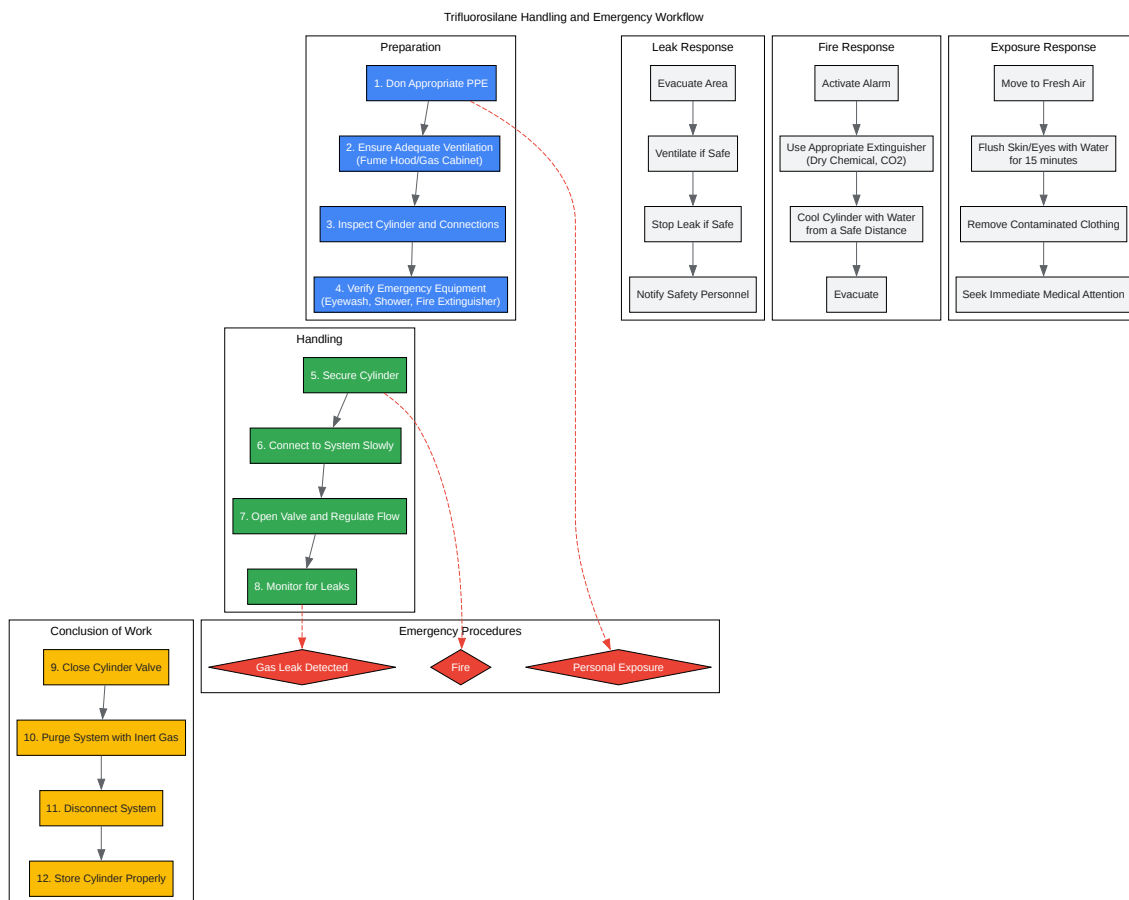 Trifluorosilane Handling and Emergency Workflow
Preparation
1. Don Appropriate PPE
2. Ensure Adequate Ventilation
(Fume Hood/Gas Cabinet)
3. Inspect Cylinder and Connections
4. Verify Emergency Equipment
(Eyewash, Shower, Fire Extinguisher)
Leak Response
Evacuate Area
Ventilate if Safe
Stop Leak if Safe
Notify Safety Personnel
Fire Response
Activate Alarm
Use Appropriate Extinguisher
(Dry Chemical, CO2)
Cool Cylinder with Water
from a Safe Distance
Evacuate
Exposure Response
Move to Fresh Air
Flush Skin/Eyes with Water
for 15 minutes
Remove Contaminated Clothing
Seek Immediate Medical Attention
Handling
5. Secure Cylinder
6. Connect to System Slowly
7. Open Valve and Regulate Flow
8. Monitor for Leaks
Conclusion of Work
9. Close Cylinder Valve
10. Purge System with Inert Gas
11. Disconnect System
12. Store Cylinder Properly
Emergency Procedures
Gas Leak Detected
Fire
Personal Exposure